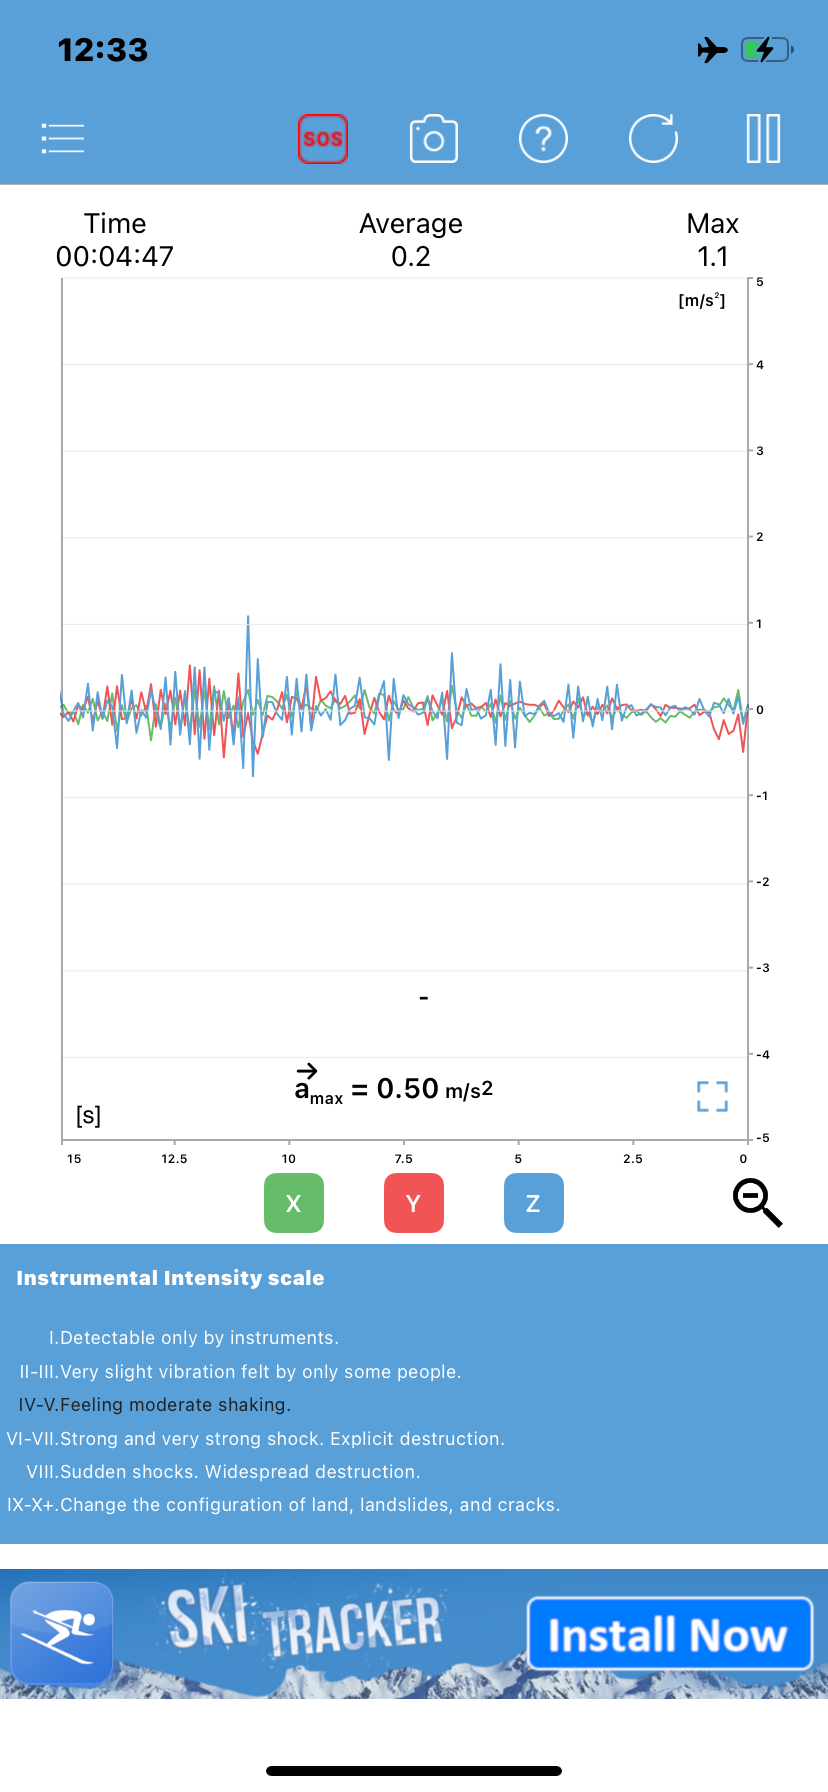 12:33
SOS
?
Time Average Max
00:04:47 0.2 1.1
[m/s²]
5
4
3
2
1
0
-1
-2
-3
-
-4
a max = 0.50 m/s2
[s]
-5
15 12.5 10 7.5 5 2.5 0
X Y Z
Instrumental Intensity scale
I.Detectable only by instruments.
II-III.Very slight vibration felt by only some people.
IV-V.Feeling moderate shaking.
VI-VII.Strong and very strong shock. Explicit destruction.
VIII.Sudden shocks. Widespread destruction.
IX-X+.Change the configuration of land, landslides, and cracks.
SKI TRACKER
Install Now